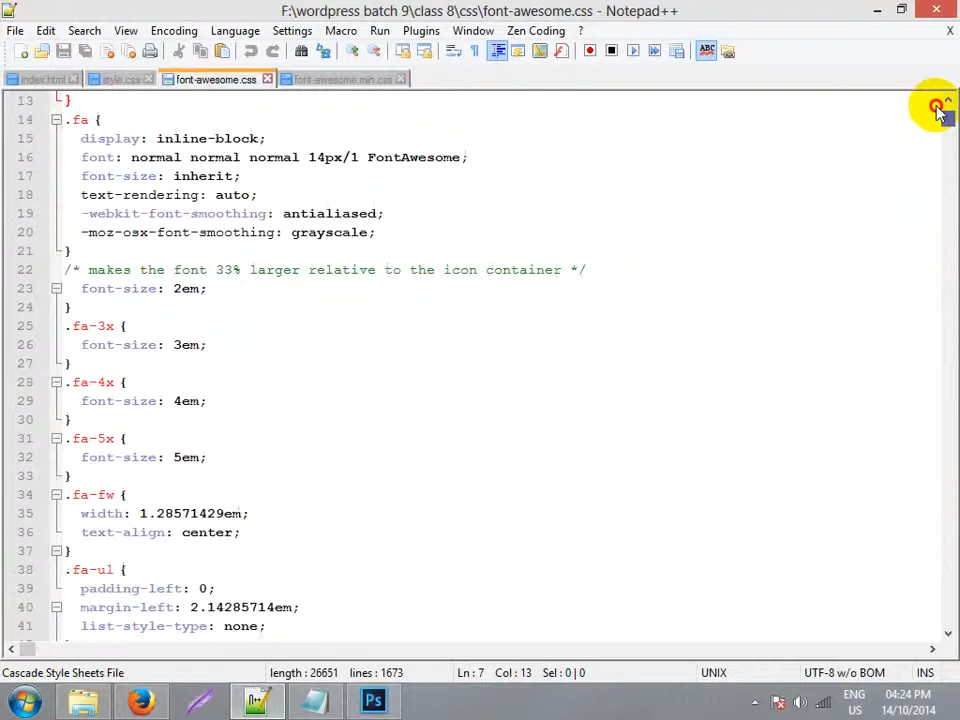 F:\wordpress batch 9\class 8\css\font-awesome.css - Notepad++
File Edit Search View Encoding Language Settings Macro Run Plugins Window Zen Coding ? X
index.html style.css font-awesome.css font-awesome.min.css
13 }
14 .fa {
15 display: inline-block;
16 font: normal normal normal 14px/1 FontAwesome;
17 font-size: inherit;
18 text-rendering: auto;
19 -webkit-font-smoothing: antialiased;
20 -moz-osx-font-smoothing: grayscale;
21 }
22 /* makes the font 33% larger relative to the icon container */
23 font-size: 2em;
24 }
25 .fa-3x {
26 font-size: 3em;
27 }
28 .fa-4x {
29 font-size: 4em;
30 }
31 .fa-5x {
32 font-size: 5em;
33 }
34 .fa-fw {
35 width: 1.28571429em;
36 text-align: center;
37 }
38 .fa-ul {
39 padding-left: 0;
40 margin-left: 2.14285714em;
41 list-style-type: none;
Cascade Style Sheets File length : 26651 lines : 1673 Ln : 7 Col : 13 Sel : 0 | 0 UNIX UTF-8 w/o BOM INS
ENG 04:24 PM
US 14/10/2014